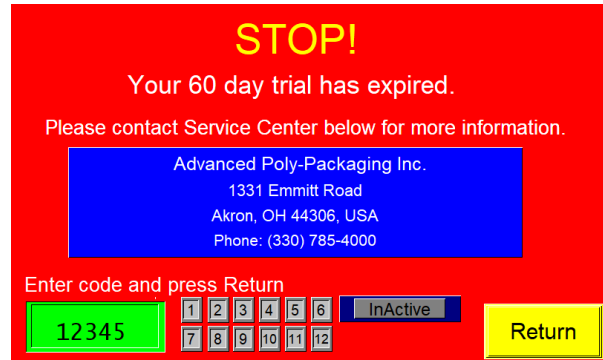 STOP!
Your 60 day trial has expired.
Please contact Service Center below for more information.
Advanced Poly-Packaging Inc.
1331 Emmitt Road
Akron, OH 44306, USA
Phone: (330) 785-4000
Enter code and press Return
1 2 3 4 5 6 InActive
12345 7 8 9 10 11 12 Return